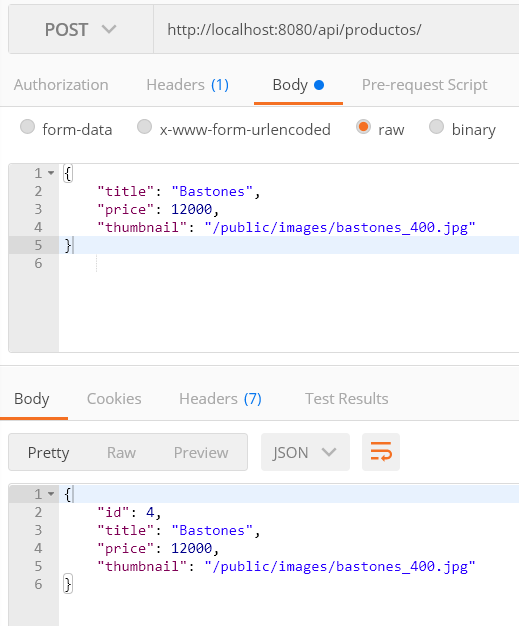 POST http://localhost:8080/api/productos/
Authorization Headers (1) Body Pre-request Script
form-data x-www-form-urlencoded raw binary
1 {
2 "title": "Bastones",
3 "price": 12000,
4 "thumbnail": "/public/images/bastones_400.jpg"
5 }
6
Body Cookies Headers (7) Test Results
Pretty Raw Preview JSON
1 {
2 "id": 4,
3 "title": "Bastones",
4 "price": 12000,
5 "thumbnail": "/public/images/bastones_400.jpg"
6 }